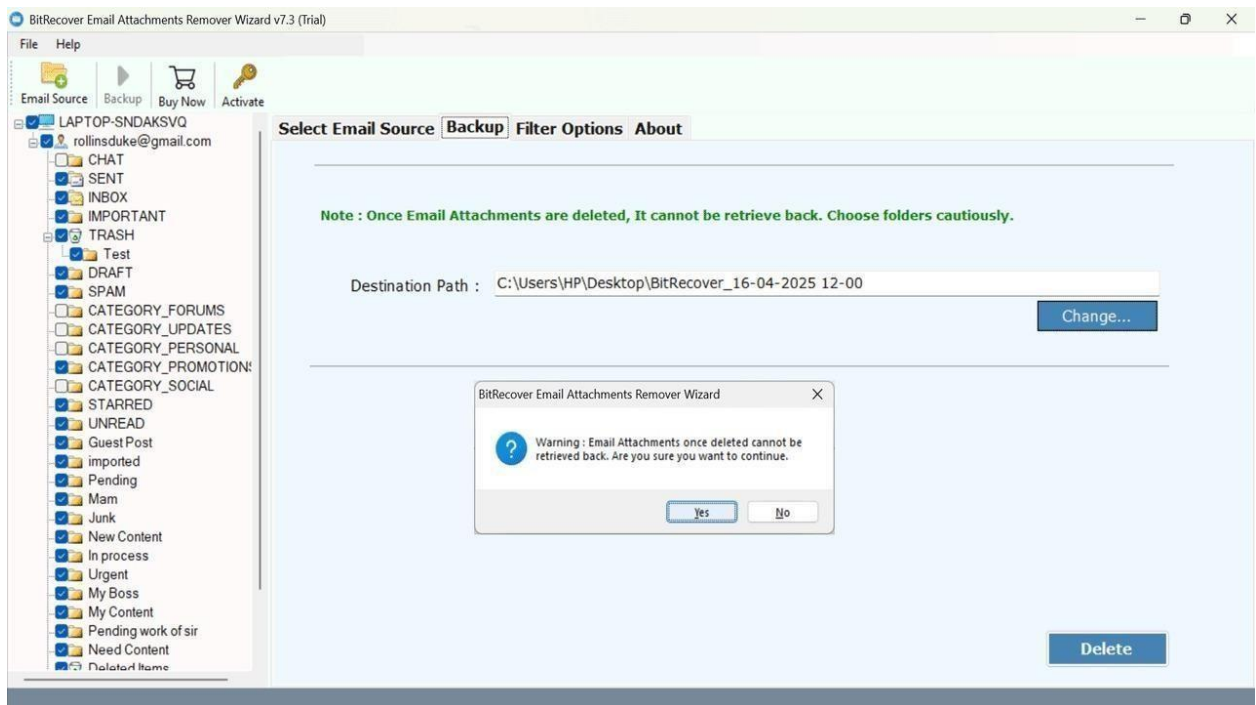 BitRecover Email Attachments Remover Wizard v7.3 (Trial)
File Help
Email Source Backup Buy Now Activate
LAPTOP-SNDAKSVQ
rollinsduke@gmail.com
CHAT
SENT
INBOX
IMPORTANT
TRASH
Test
DRAFT
SPAM
CATEGORY_FORUMS
CATEGORY_UPDATES
CATEGORY_PERSONAL
CATEGORY_PROMOTIONS
CATEGORY_SOCIAL
STARRED
UNREAD
Guest Post
imported
Pending
Mam
Junk
New Content
In process
Urgent
My Boss
My Content
Pending work of sir
Need Content
Deleted Items
Select Email Source Backup Filter Options About
Note : Once Email Attachments are deleted, It cannot be retrieve back. Choose folders cautiously.
Destination Path : C:\Users\HP\Desktop\BitRecover_16-04-2025 12-00
Change...
BitRecover Email Attachments Remover Wizard
Warning : Email Attachments once deleted cannot be
retrieved back. Are you sure you want to continue.
Yes No
Delete